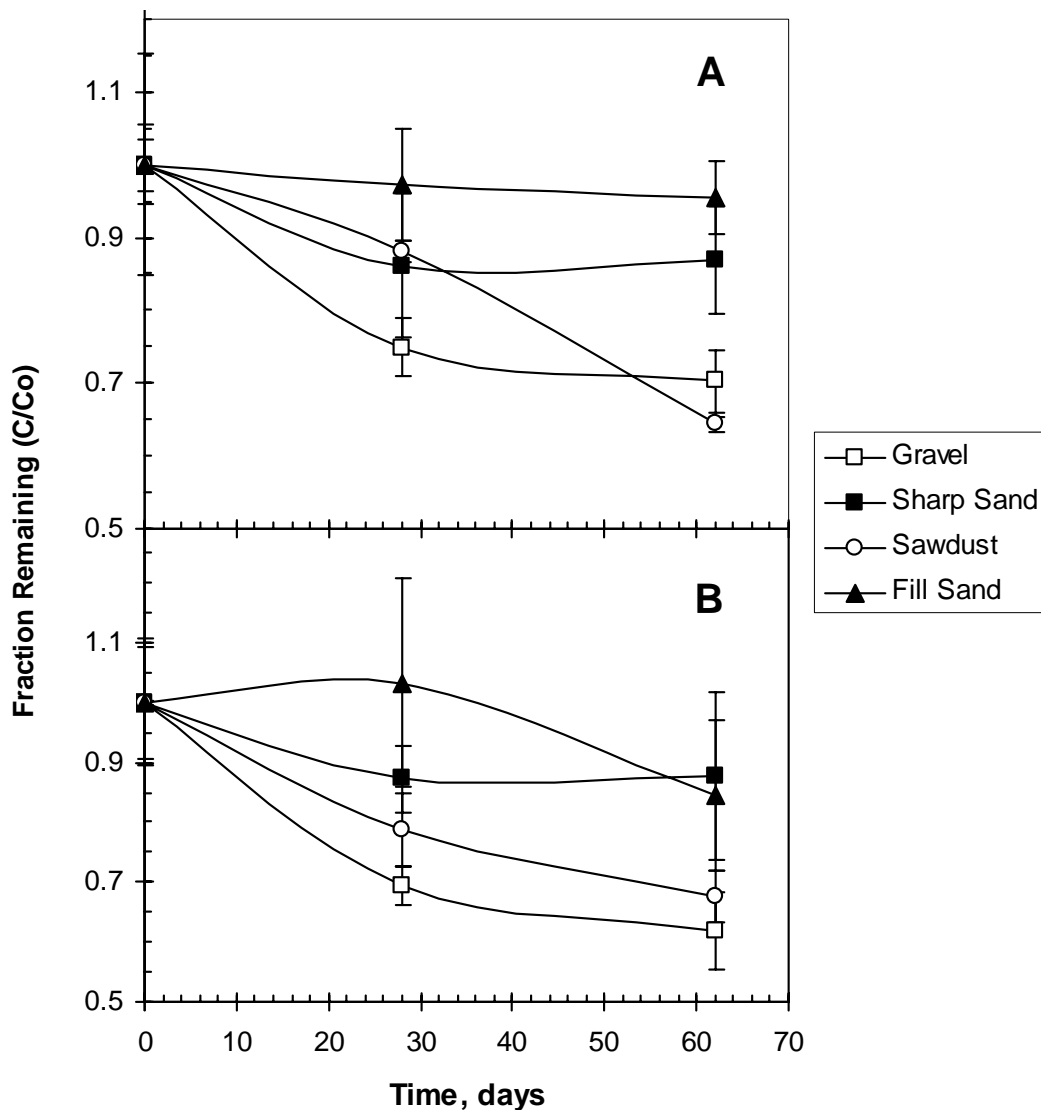 A
1.1
0.9
0.7
0.5
B
1.1
0.9
0.7
0.5
0 10 20 30 40 50 60 70
Time, days
Fraction Remaining (C/Co)
Gravel
Sharp Sand
Sawdust
Fill Sand